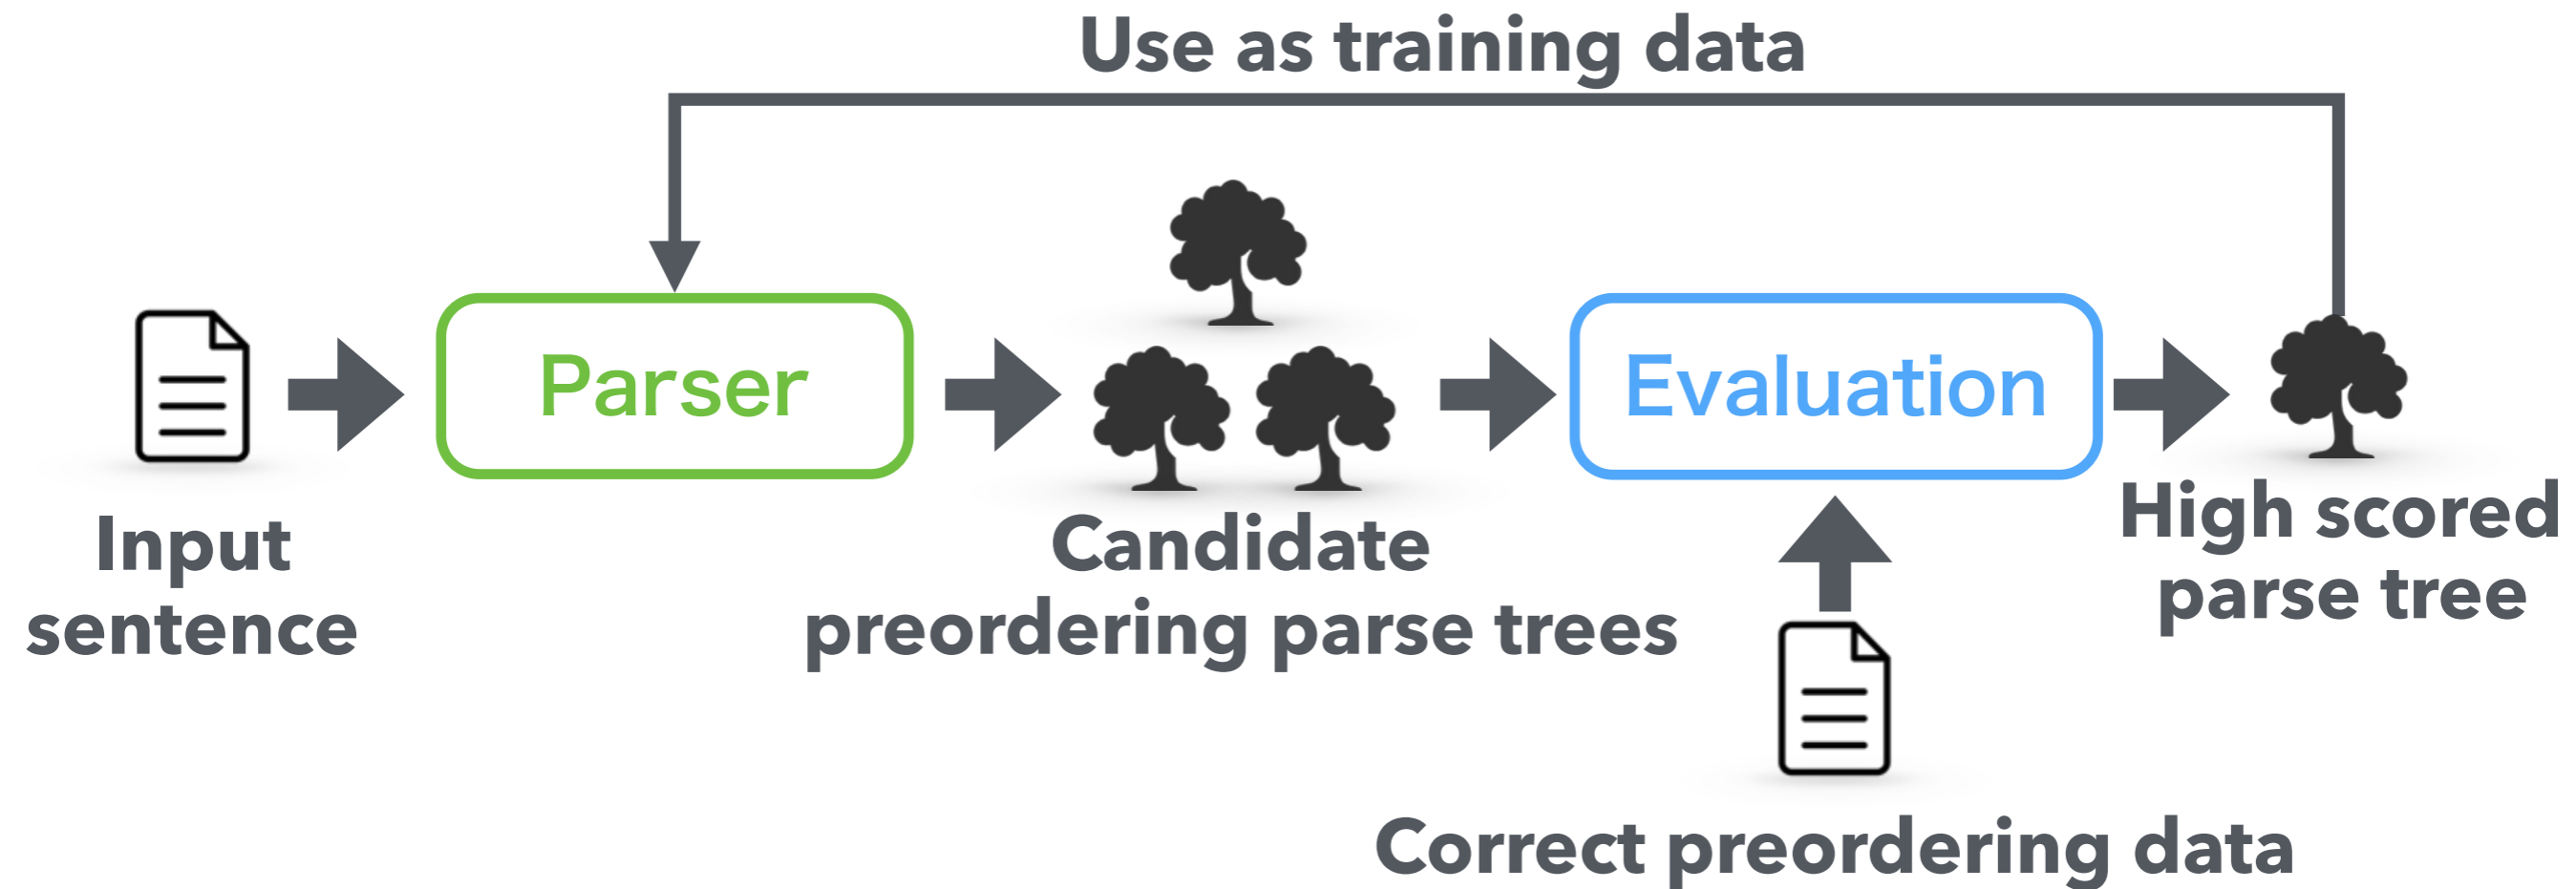 Use as training data
Parser
Evaluation
Input
sentence
Candidate
preordering parse trees
High scored
parse tree
Correct preordering data